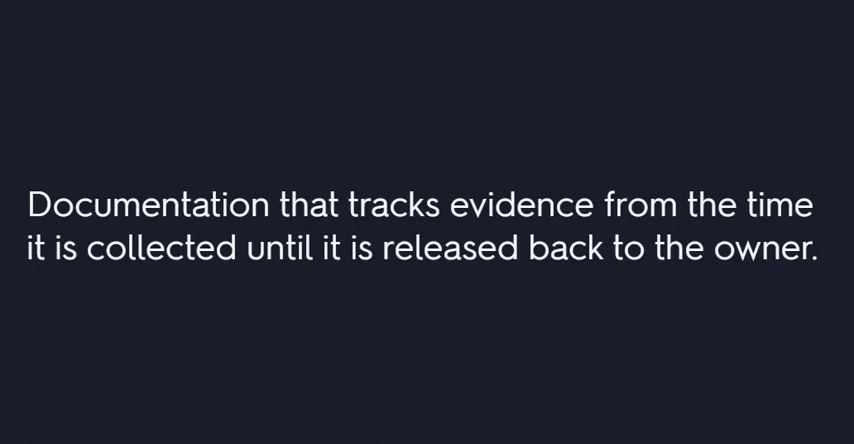 Documentation that tracks evidence from the time
it is collected until it is released back to the owner.